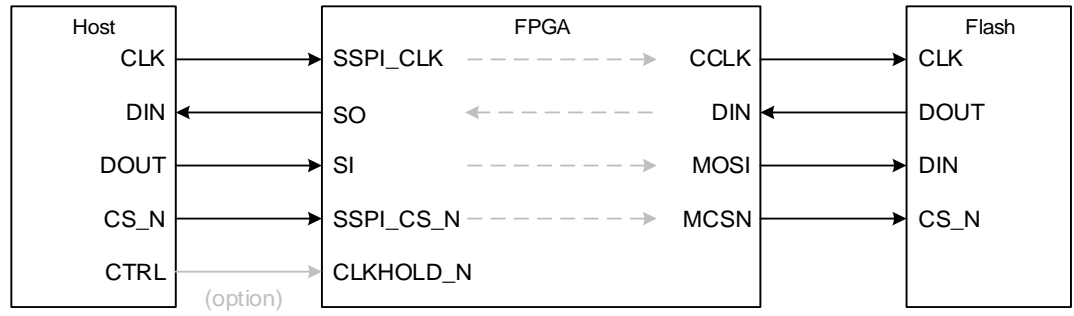 Host FPGA Flash
CLK SSPI_CLK CCLK CLK
DIN SO DIN DOUT
DOUT SI MOSI DIN
CS_N SSPI_CS_N MCSN CS_N
CTRL CLKHOLD_N
(option)